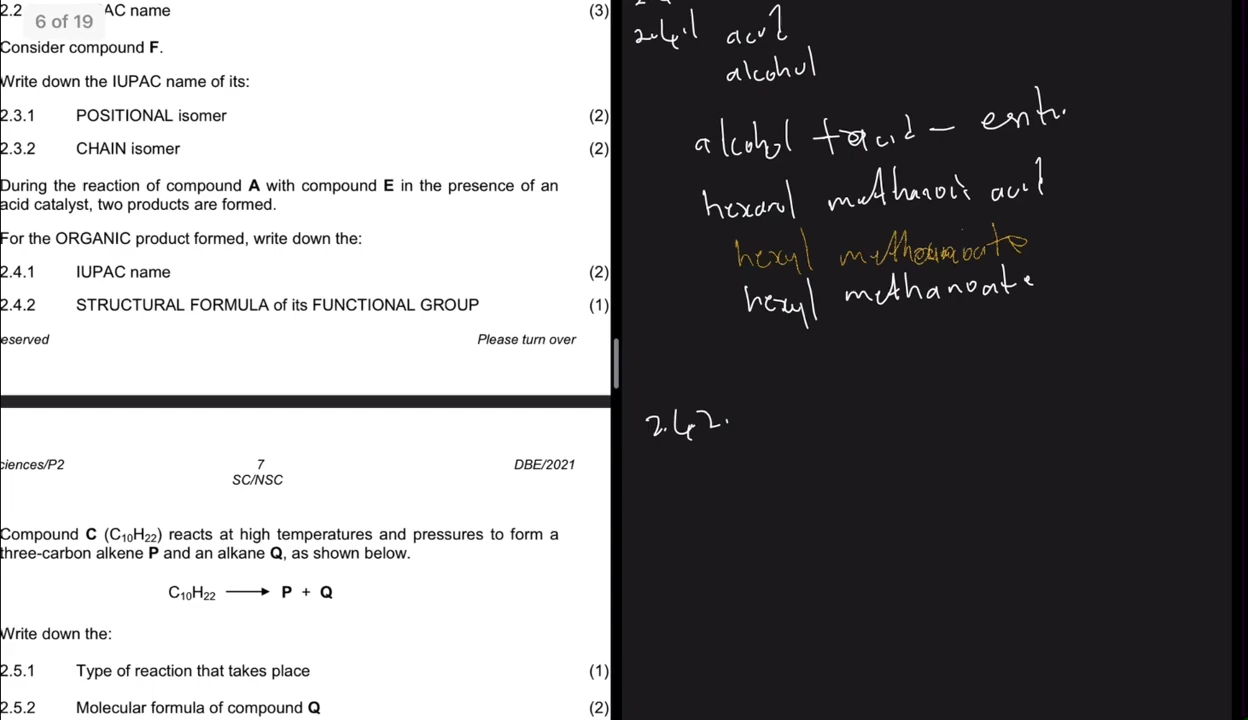 2.2 AC name (3)
6 of 19
Consider compound F.
Write down the IUPAC name of its:
2.3.1 POSITIONAL isomer (2)
2.3.2 CHAIN isomer (2)
During the reaction of compound A with compound E in the presence of an
acid catalyst, two products are formed.
For the ORGANIC product formed, write down the:
2.4.1 IUPAC name (2)
2.4.2 STRUCTURAL FORMULA of its FUNCTIONAL GROUP (1)
eserved Please turn over
ciences/P2 7 DBE/2021
SC/NSC
Compound C (C₁₀H₂₂) reacts at high temperatures and pressures to form a
three-carbon alkene P and an alkane Q, as shown below.
C₁₀H₂₂ → P + Q
Write down the:
2.5.1 Type of reaction that takes place (1)
2.5.2 Molecular formula of compound Q (2)
2.4.1 acid
alcohol
alcohol + acid –
hexanol methanoic acid
hexyl methanoate
hexyl methanoate
2.4.2.